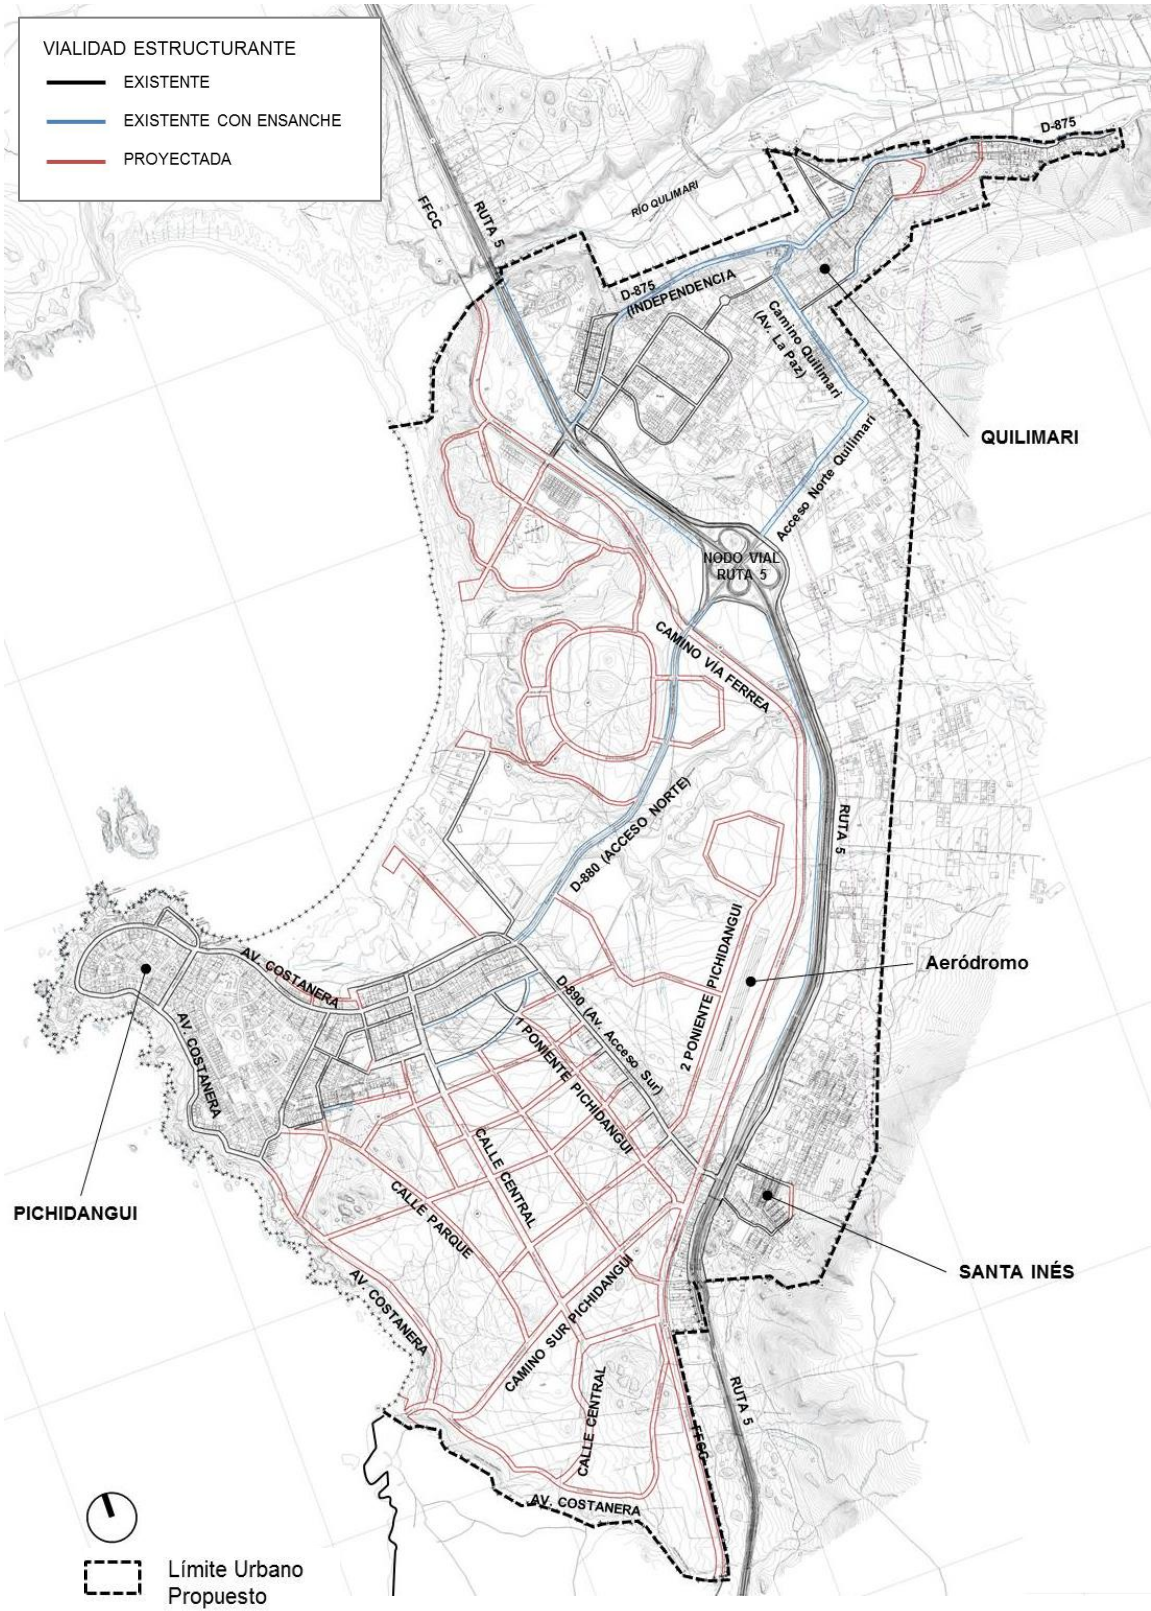 VIALIDAD ESTRUCTURANTE
EXISTENTE
EXISTENTE CON ENSANCHE
PROYECTADA
D-875
FFCC
RUTA 5
RÍO QULIMARI
D-875
(INDEPENDENCIA
Camino Quilimari
(Av. La Paz)
QUILIMARI
Acceso Norte Quilimari
NODO VIAL
RUTA 5
CAMINO VÍA FERREA
D-880 (ACCESO NORTE)
RUTA 5
2 PONIENTE PICHIDANGUI
Aeródromo
AV. COSTANERA
D-890 (Av. Acceso Sur)
AV. COSTANERA
1 PONIENTE PICHIDANGUI
CALLE CENTRAL
CALLE PARQUE
PICHIDANGUI
SANTA INÉS
AV. COSTANERA
CAMINO SUR PICHIDANGUI
CALLE CENTRAL
RUTA 5
FFCC
AV. COSTANERA
Límite Urbano
Propuesto